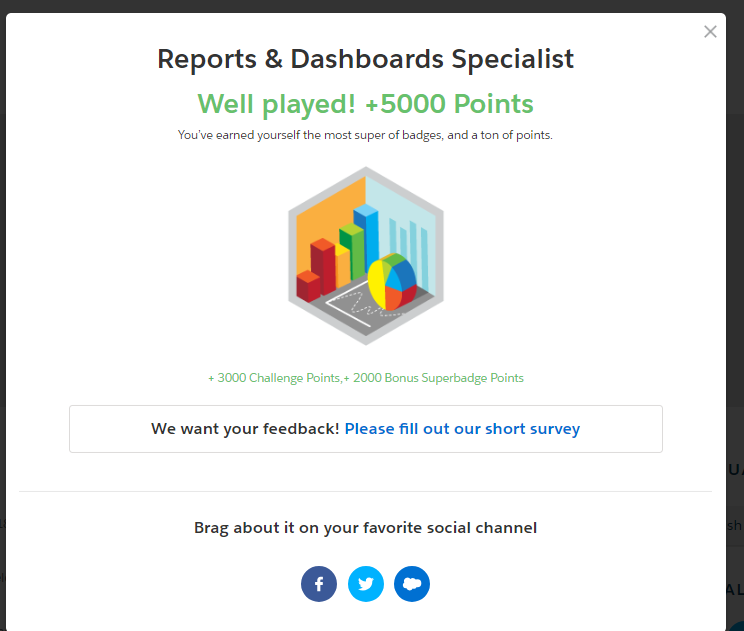 Reports & Dashboards Specialist
Well played! +5000 Points
You've earned yourself the most super of badges, and a ton of points.
+ 3000 Challenge Points,+ 2000 Bonus Superbadge Points
We want your feedback! Please fill out our short survey
Brag about it on your favorite social channel